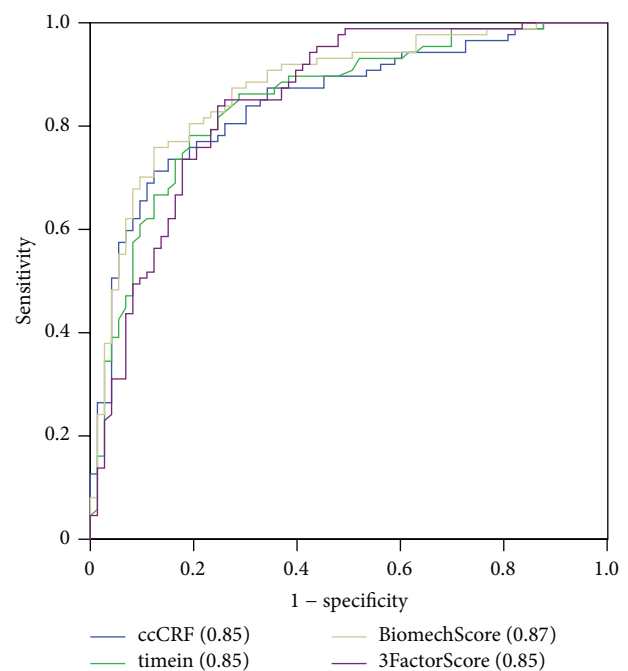 1.0
0.8
0.6
0.4
0.2
0
Sensitivity
0 0.2 0.4 0.6 0.8 1.0
1 − specificity
ccCRF (0.85) BiomechScore (0.87)
timein (0.85) 3FactorScore (0.85)